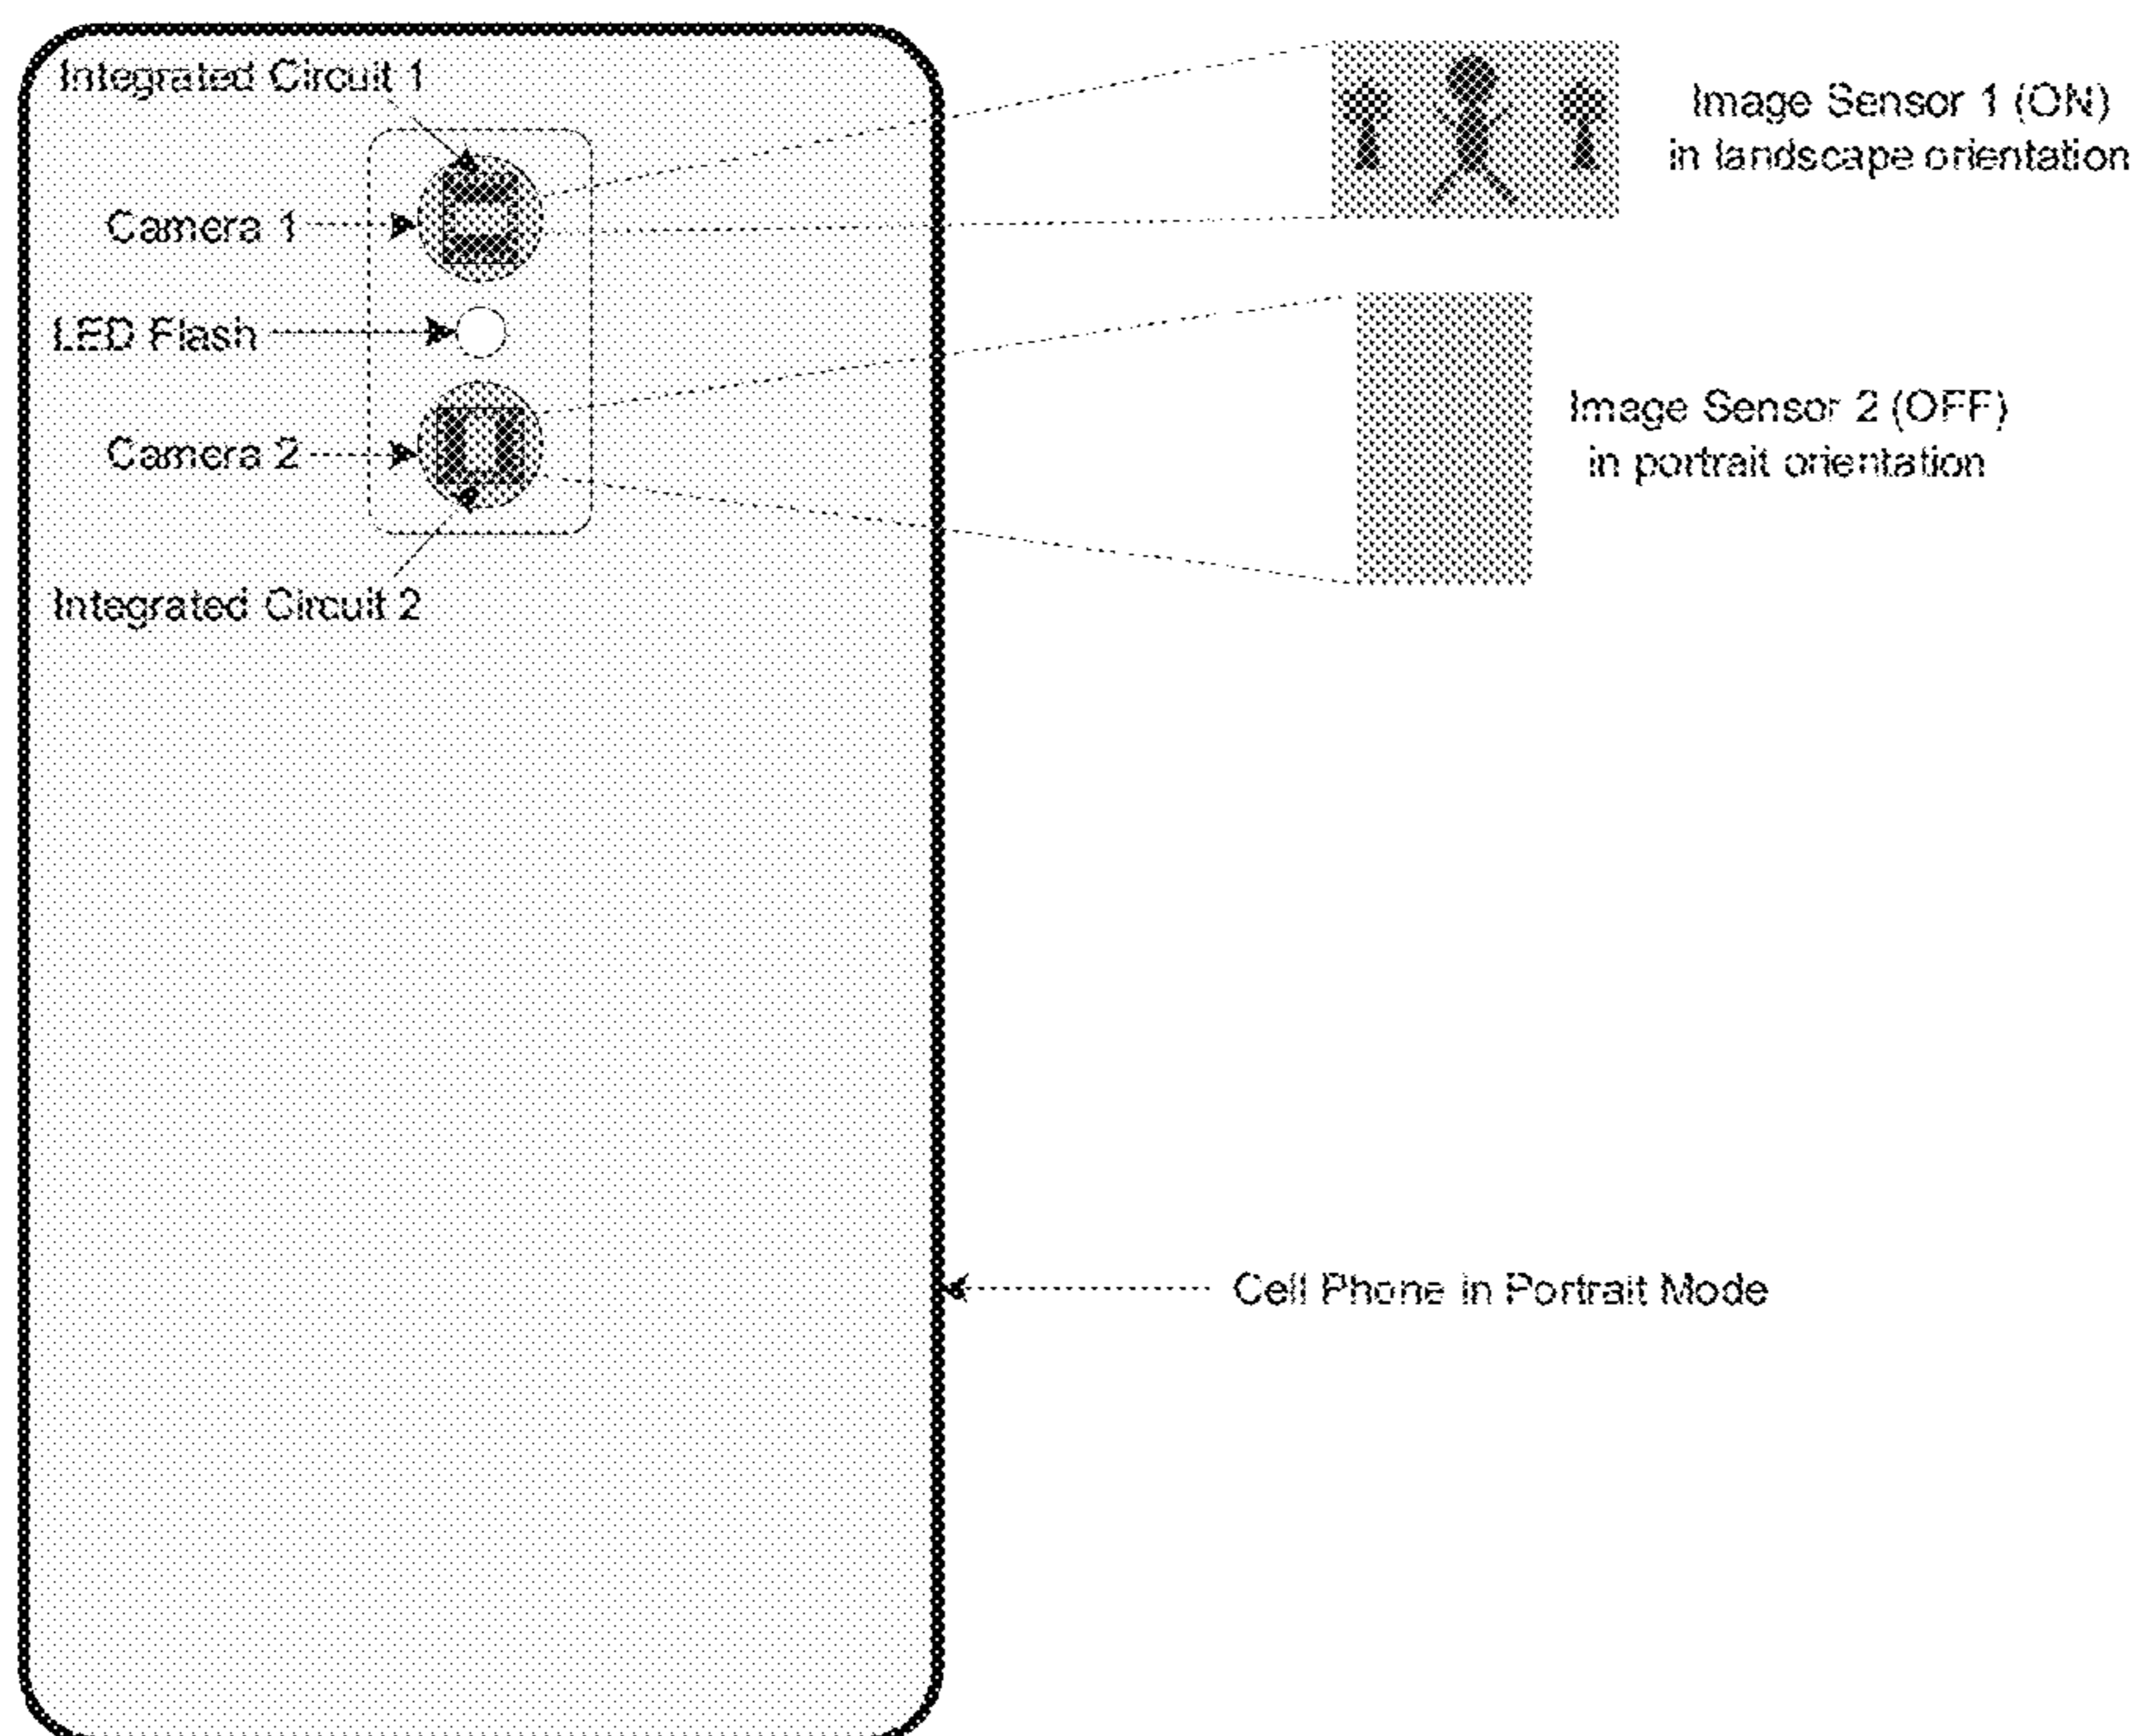 Integrated Circuit 1
Camera 1
LED Flash
Camera 2
Integrated Circuit 2
Image Sensor 1 (ON)
in landscape orientation
Image Sensor 2 (OFF)
in portrait orientation
Cell Phone in Portrait Mode